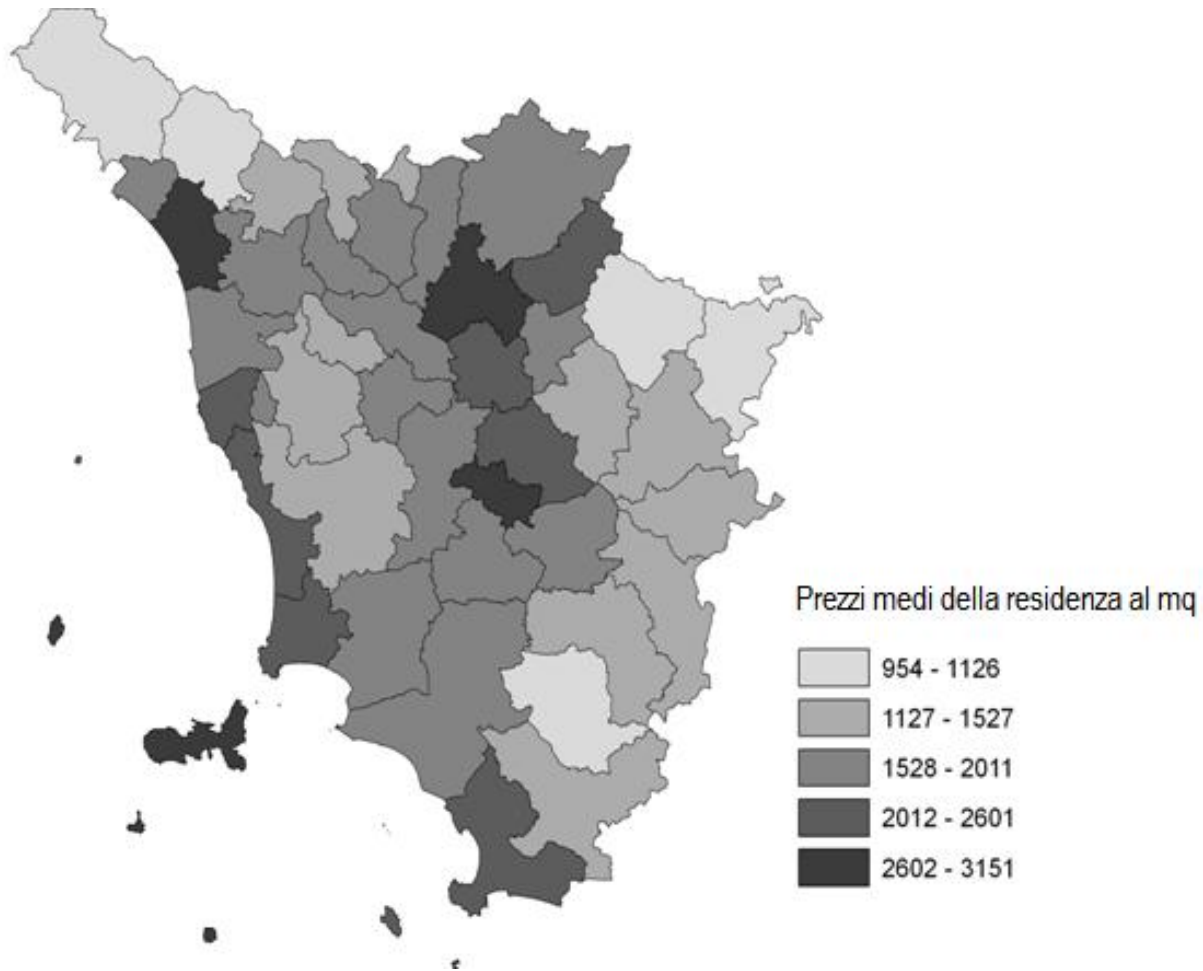 Prezzi medi della residenza al mq
954 - 1126
1127 - 1527
1528 - 2011
2012 - 2601
2602 - 3151